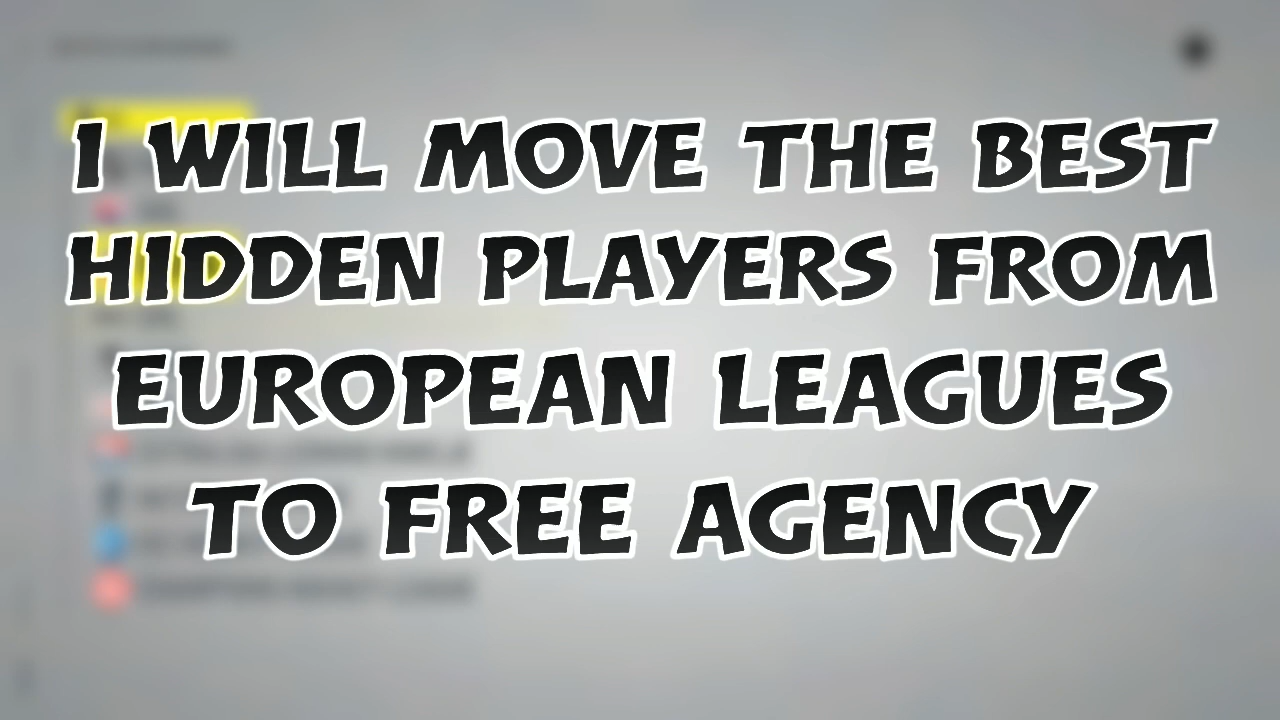 I WILL MOVE THE BEST
HIDDEN PLAYERS FROM
EUROPEAN LEAGUES
TO FREE AGENCY